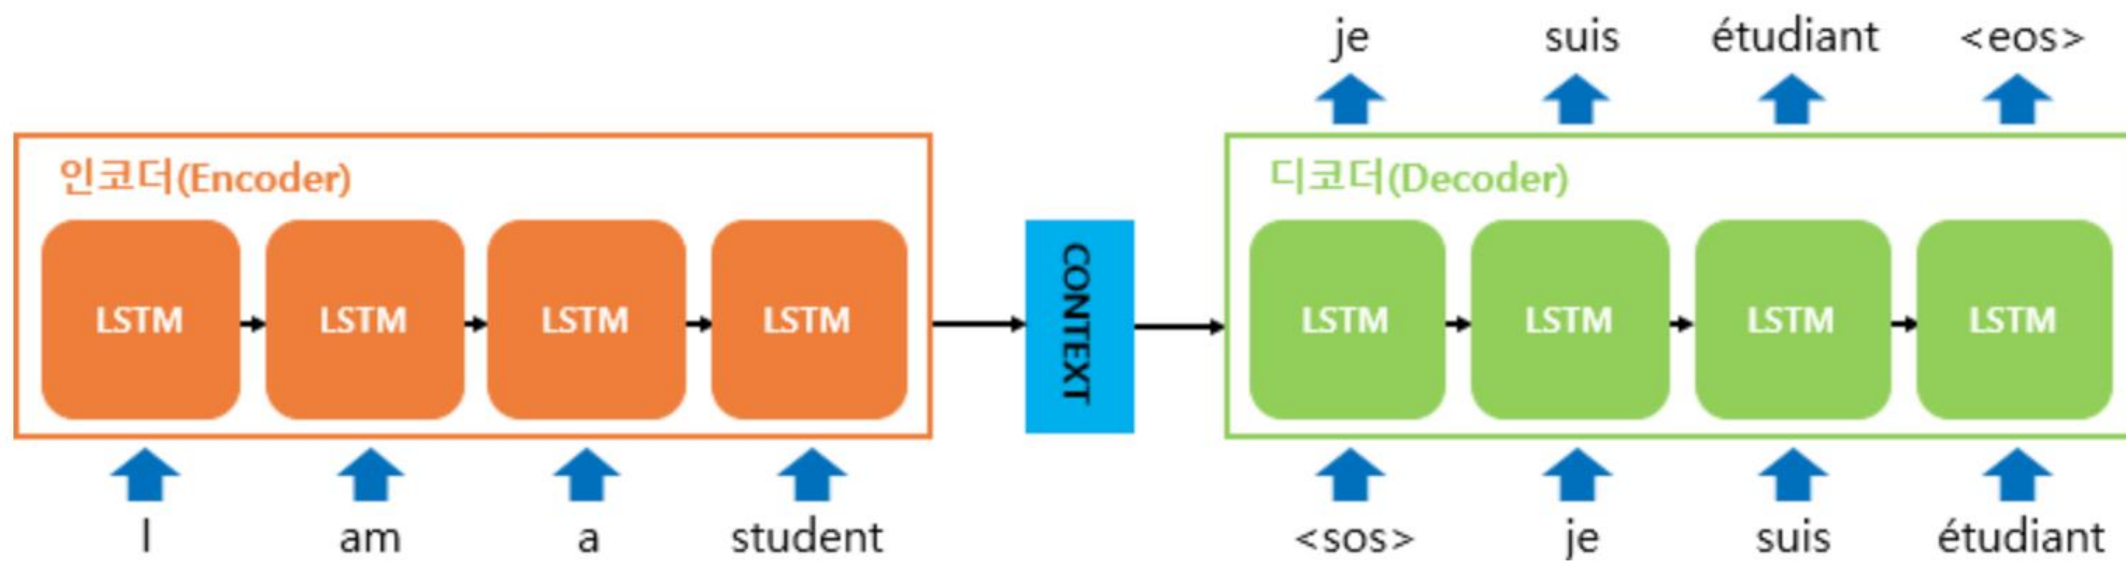 je suis étudiant <eos>
인코더(Encoder)
LSTM LSTM LSTM LSTM
I am a student
CONTEXT
디코더(Decoder)
LSTM LSTM LSTM LSTM
<sos> je suis étudiant